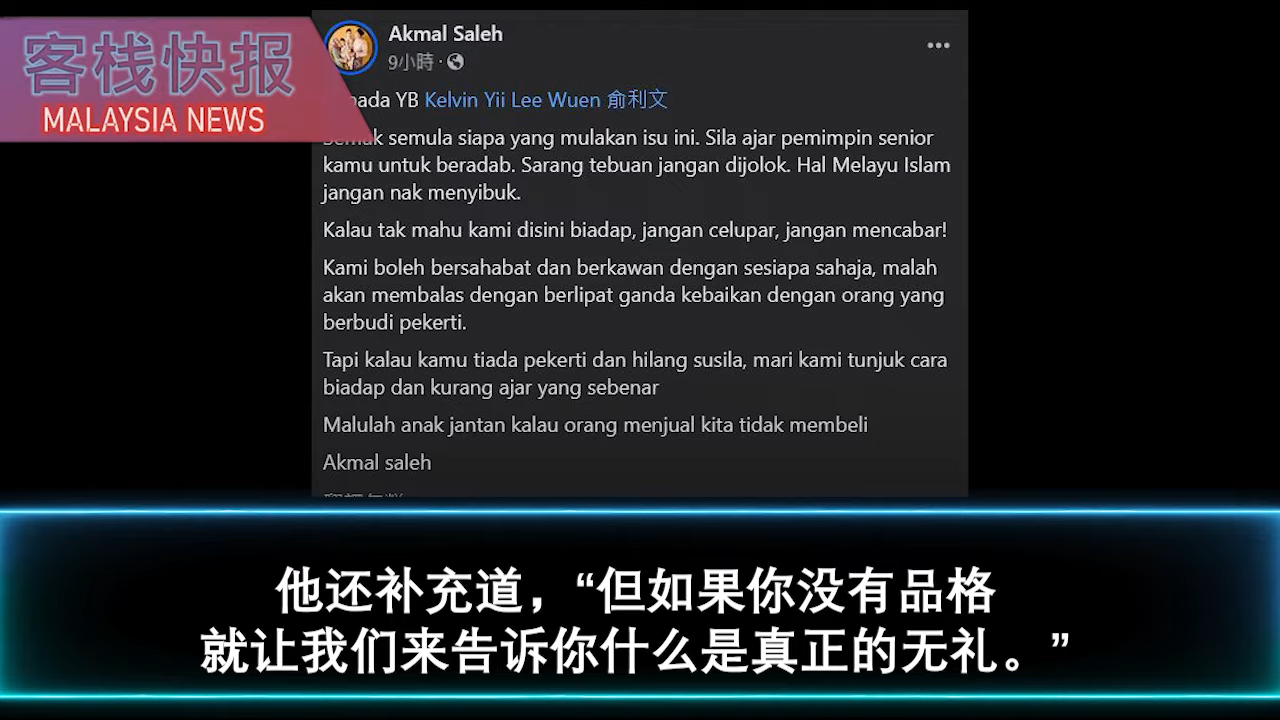 客栈快报
MALAYSIA NEWS
Akmal Saleh
9小時
YB Kelvin Yii Lee Wuen 俞利文
semula siapa yang mulakan isu ini. Sila ajar pemimpin senior
kamu untuk beradab. Sarang tebuan jangan dijolok. Hal Melayu Islam
jangan nak menyibuk.
Kalau tak mahu kami disini biadap, jangan celupar, jangan mencabar!
Kami boleh bersahabat dan berkawan dengan sesiapa sahaja, malah
akan membalas dengan berlipat ganda kebaikan dengan orang yang
berbudi pekerti.
Tapi kalau kamu tiada pekerti dan hilang susila, mari kami tunjuk cara
biadap dan kurang ajar yang sebenar
Malulah anak jantan kalau orang menjual kita tidak membeli
Akmal saleh
他还补充道，“但如果你没有品格
就让我们来告诉你什么是真正的无礼。”